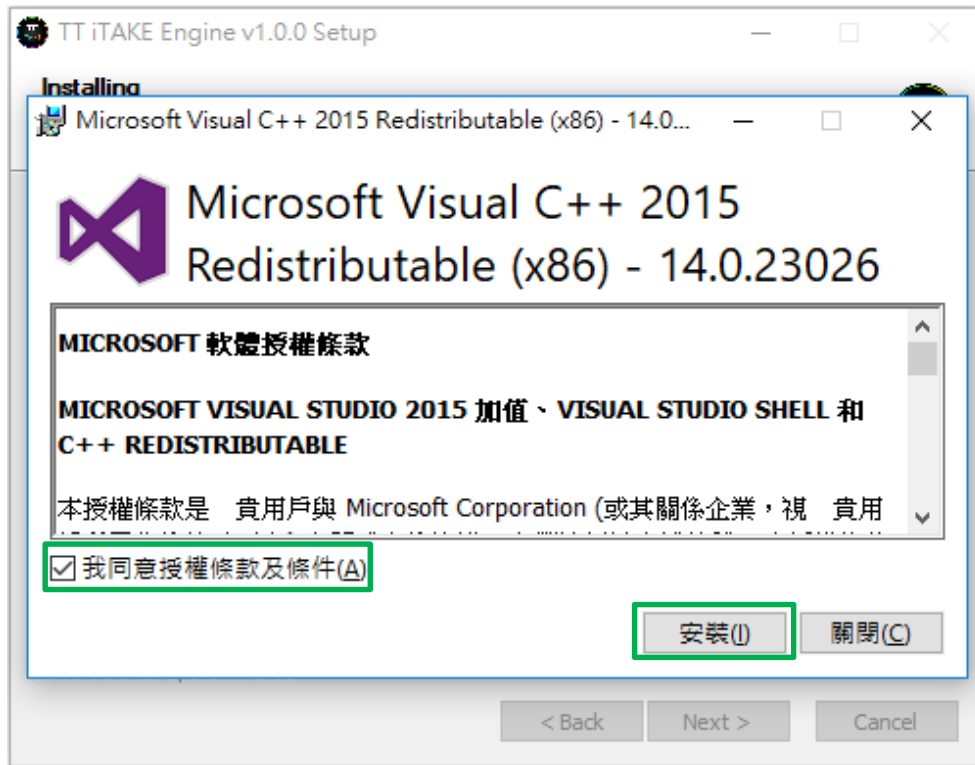 TT iTAKE Engine v1.0.0 Setup
Installing
Microsoft Visual C++ 2015 Redistributable (x86) - 14.0...
Microsoft Visual C++ 2015
Redistributable (x86) - 14.0.23026
MICROSOFT 軟體授權條款
MICROSOFT VISUAL STUDIO 2015 加值、VISUAL STUDIO SHELL 和
C++ REDISTRIBUTABLE
本授權條款是 貴用戶與 Microsoft Corporation (或其關係企業，視 貴用
我同意授權條款及條件(A)
安裝(I)
關閉(C)
< Back
Next >
Cancel